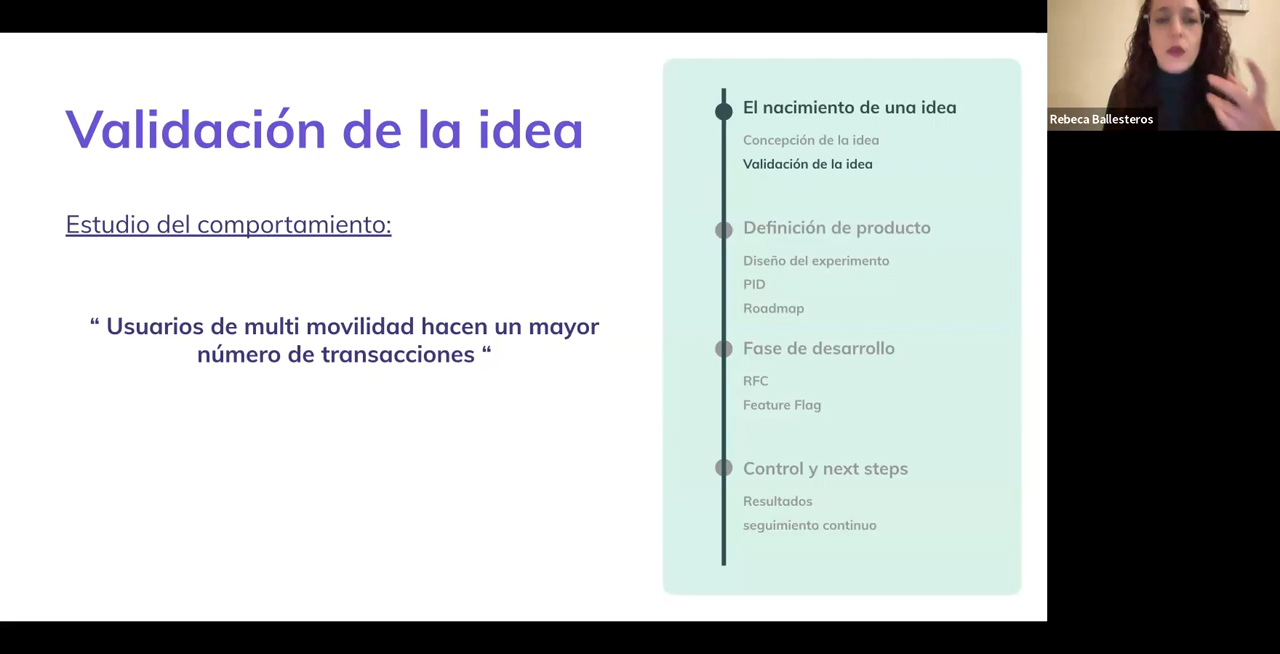 Validación de la idea
Estudio del comportamiento:
“ Usuarios de multi movilidad hacen un mayor
número de transacciones “
El nacimiento de una idea
Concepción de la idea
Validación de la idea
Definición de producto
Diseño del experimento
PID
Roadmap
Fase de desarrollo
RFC
Feature Flag
Control y next steps
Resultados
seguimiento continuo
Rebeca Ballesteros